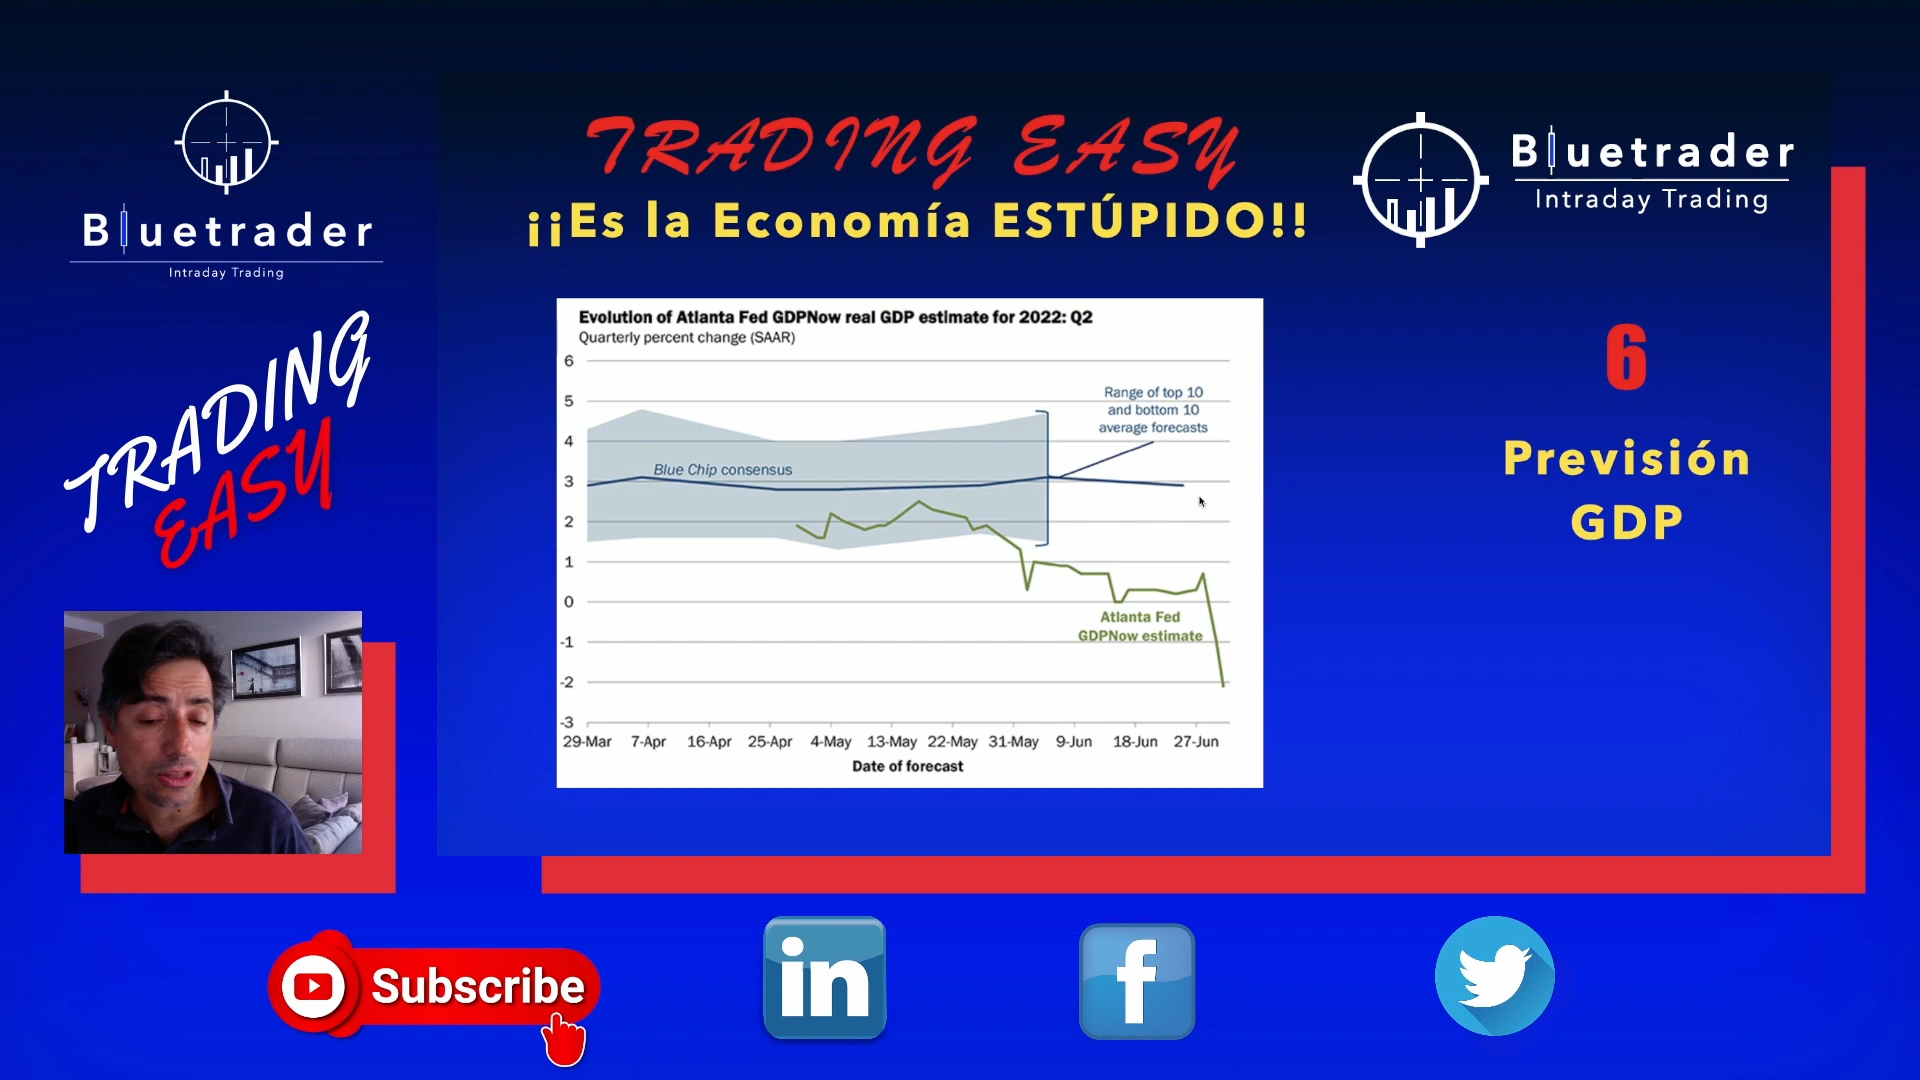 Bluetrader
Intraday Trading
TRADING
EASY
TRADING EASY
¡¡Es la Economía ESTÚPIDO!!
Bluetrader
Intraday Trading
Evolution of Atlanta Fed GDPNow real GDP estimate for 2022: Q2
Quarterly percent change (SAAR)
6
5
4
3
2
1
0
-1
-2
-3
Range of top 10
and bottom 10
average forecasts
Blue Chip consensus
Atlanta Fed
GDPNow estimate
29-Mar 7-Apr 16-Apr 25-Apr 4-May 13-May 22-May 31-May 9-Jun 18-Jun 27-Jun
Date of forecast
6
Previsión
GDP
Subscribe
in
f